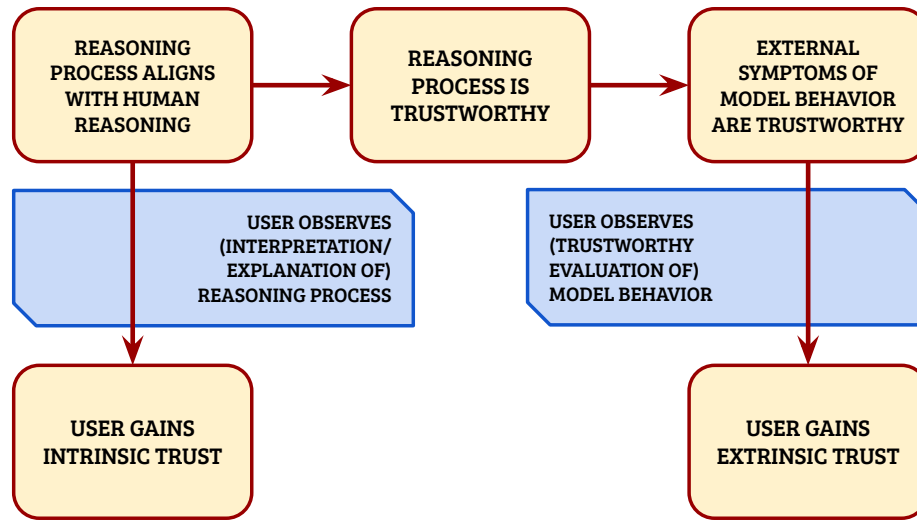 REASONING
PROCESS ALIGNS
WITH HUMAN
REASONING
REASONING
PROCESS IS
TRUSTWORTHY
EXTERNAL
SYMPTOMS OF
MODEL BEHAVIOR
ARE TRUSTWORTHY
USER OBSERVES
(INTERPRETATION/
EXPLANATION OF)
REASONING PROCESS
USER OBSERVES
(TRUSTWORTHY
EVALUATION OF)
MODEL BEHAVIOR
USER GAINS
INTRINSIC TRUST
USER GAINS
EXTRINSIC TRUST